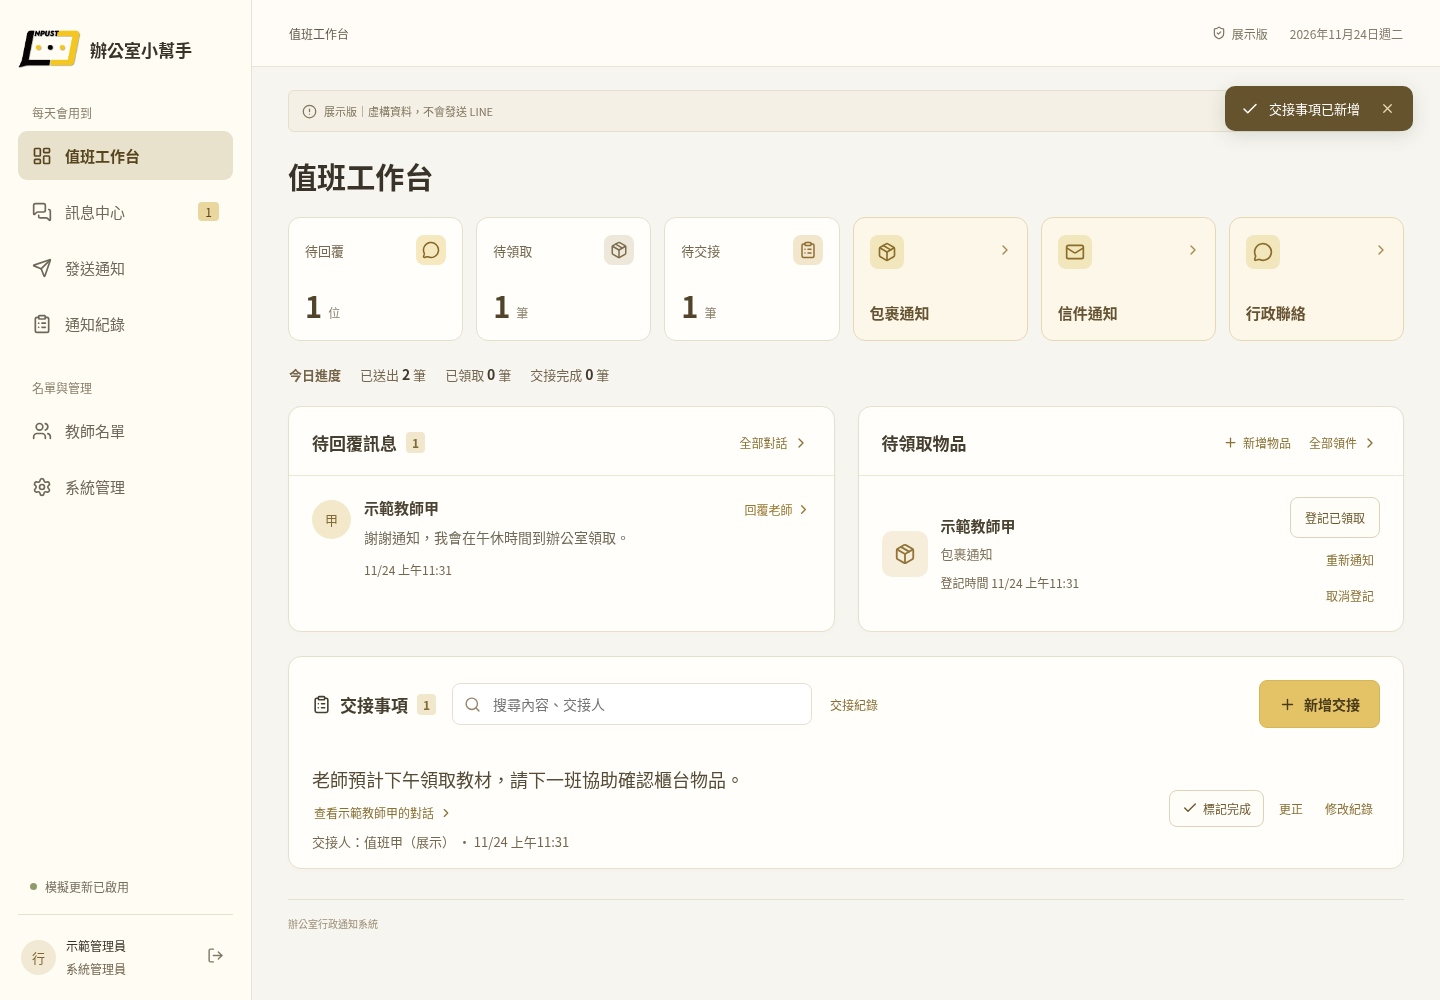 NPUST
辦公室小幫手
每天會用到
值班工作台
訊息中心
1
發送通知
通知紀錄
名單與管理
教師名單
系統管理
模擬更新已啟用
行
示範管理員
系統管理員
值班工作台
展示版
2026年11月24日週二
展示版｜虛構資料，不會發送 LINE
交接事項已新增
值班工作台
待回覆
1 位
待領取
1 筆
待交接
1 筆
包裹通知
信件通知
行政聯絡
今日進度 已送出 2 筆 已領取 0 筆 交接完成 0 筆
待回覆訊息 1
全部對話
甲
示範教師甲
回覆老師
謝謝通知，我會在午休時間到辦公室領取。
11/24 上午11:31
待領取物品
新增物品
全部領件
示範教師甲
包裹通知
登記時間 11/24 上午11:31
登記已領取
重新通知
取消登記
交接事項 1
搜尋內容、交接人
交接紀錄
新增交接
老師預計下午領取教材，請下一班協助確認櫃台物品。
查看示範教師甲的對話
交接人：值班甲（展示） · 11/24 上午11:31
標記完成
更正
修改紀錄
辦公室行政通知系統